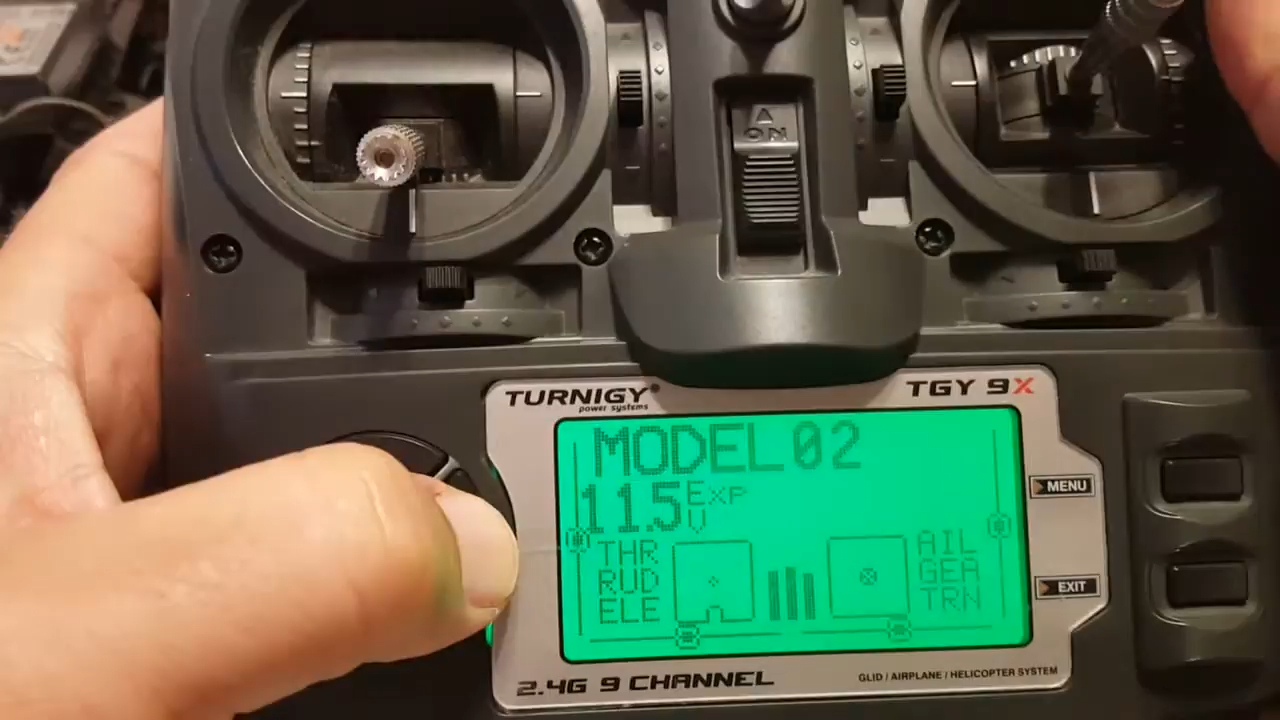 ON
TURNIGY®
power systems
TGY 9X
MODEL02
11.5 Exp
V
THR
RUD
ELE
AIL
GEA
TRN
MENU
EXIT
2.4G 9 CHANNEL
GLID / AIRPLANE / HELICOPTER SYSTEM